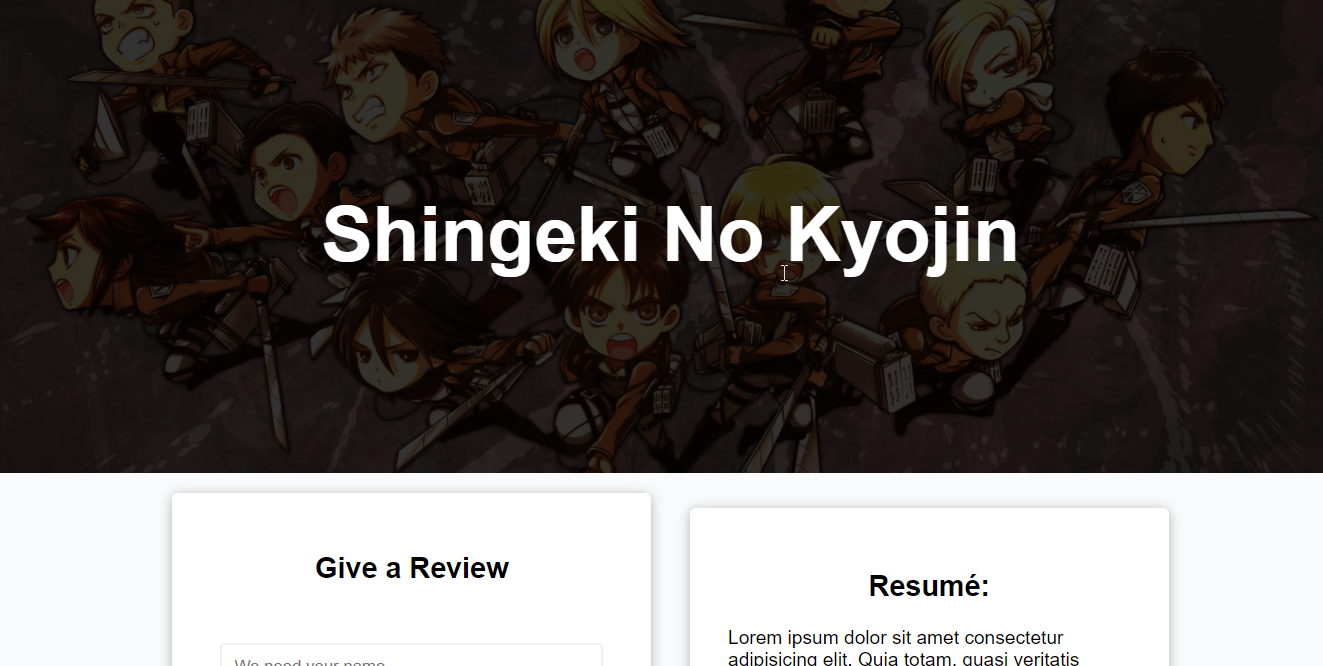 Shingeki No Kyojin
Give a Review
We need your name
Resumé:
Lorem ipsum dolor sit amet consectetur
adipisicing elit. Quia totam, quasi veritatis